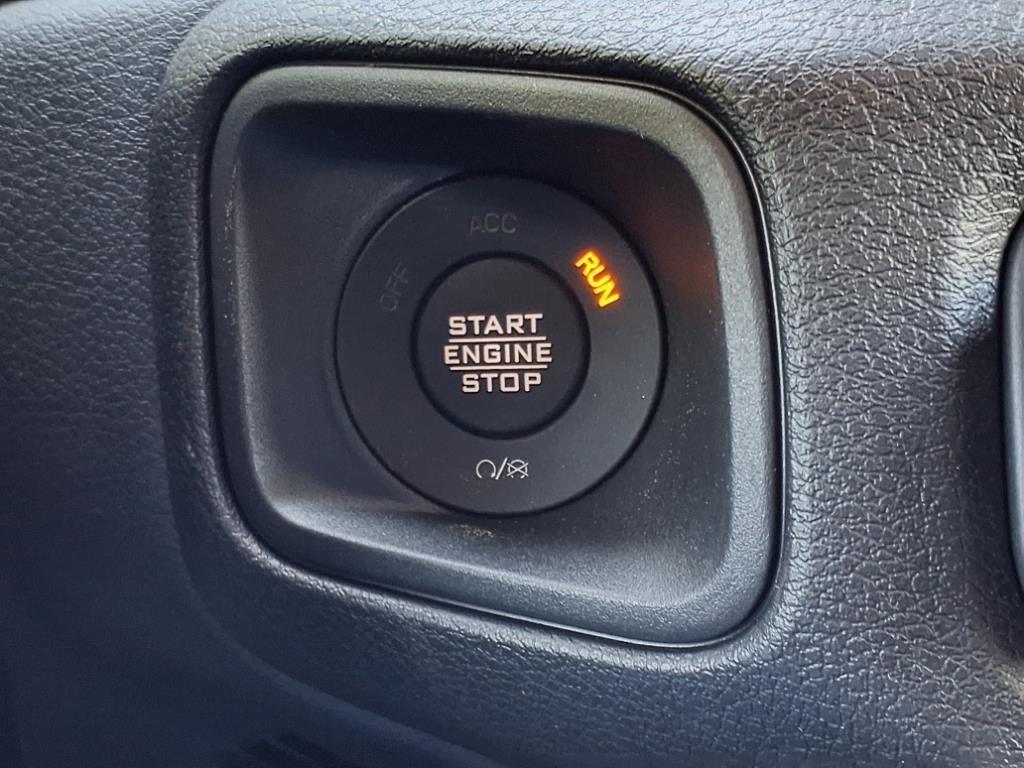 ACC
OFF
RUN
START
ENGINE
STOP